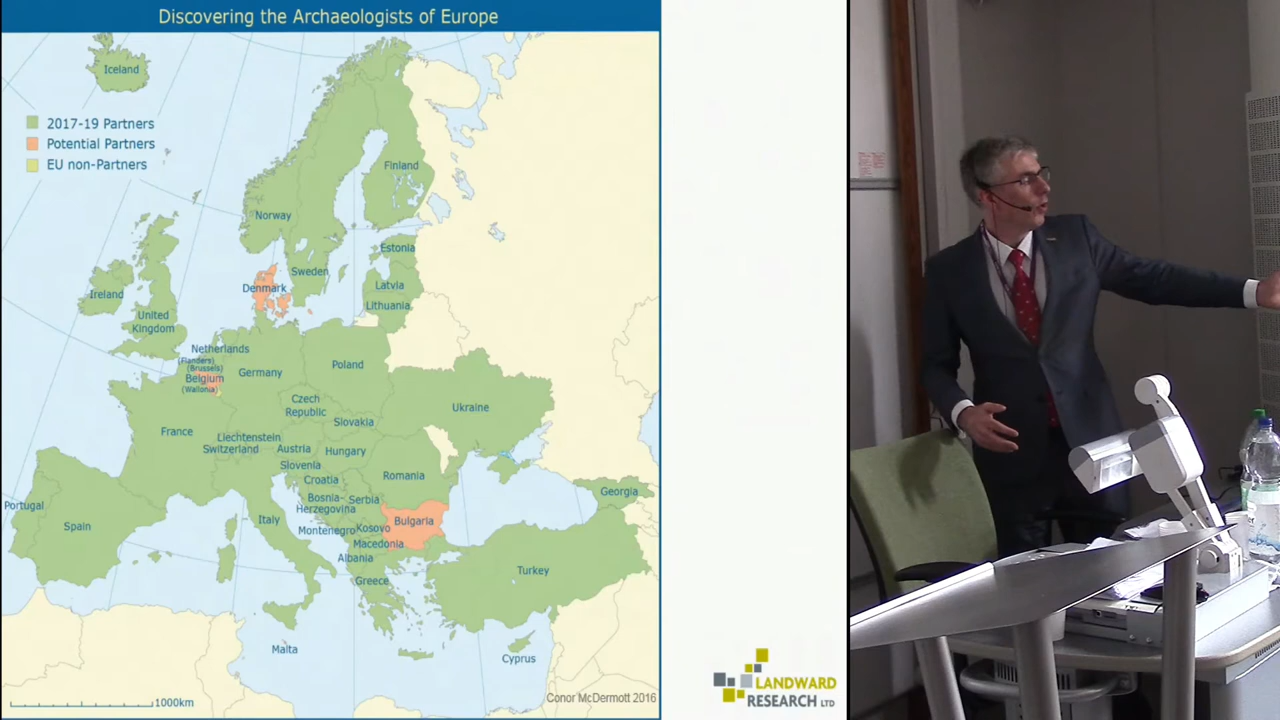 Discovering the Archaeologists of Europe
Iceland
2017-19 Partners
Potential Partners
EU non-Partners
Finland
Norway
Estonia
Sweden
Denmark
Latvia
Ireland
Lithuania
United
Kingdom
Netherlands
(Flanders)
(Brussels)
Belgium
(Wallonia)
Germany
Poland
Czech
Republic
Ukraine
Slovakia
France
Liechtenstein
Switzerland
Austria
Hungary
Slovenia
Croatia
Romania
Georgia
Bosnia-
Herzegovina
Serbia
Portugal
Spain
Italy
Montenegro
Kosovo
Bulgaria
Macedonia
Albania
Greece
Turkey
Malta
Cyprus
1000km
Conor McDermott 2016
LANDWARD
RESEARCH LTD